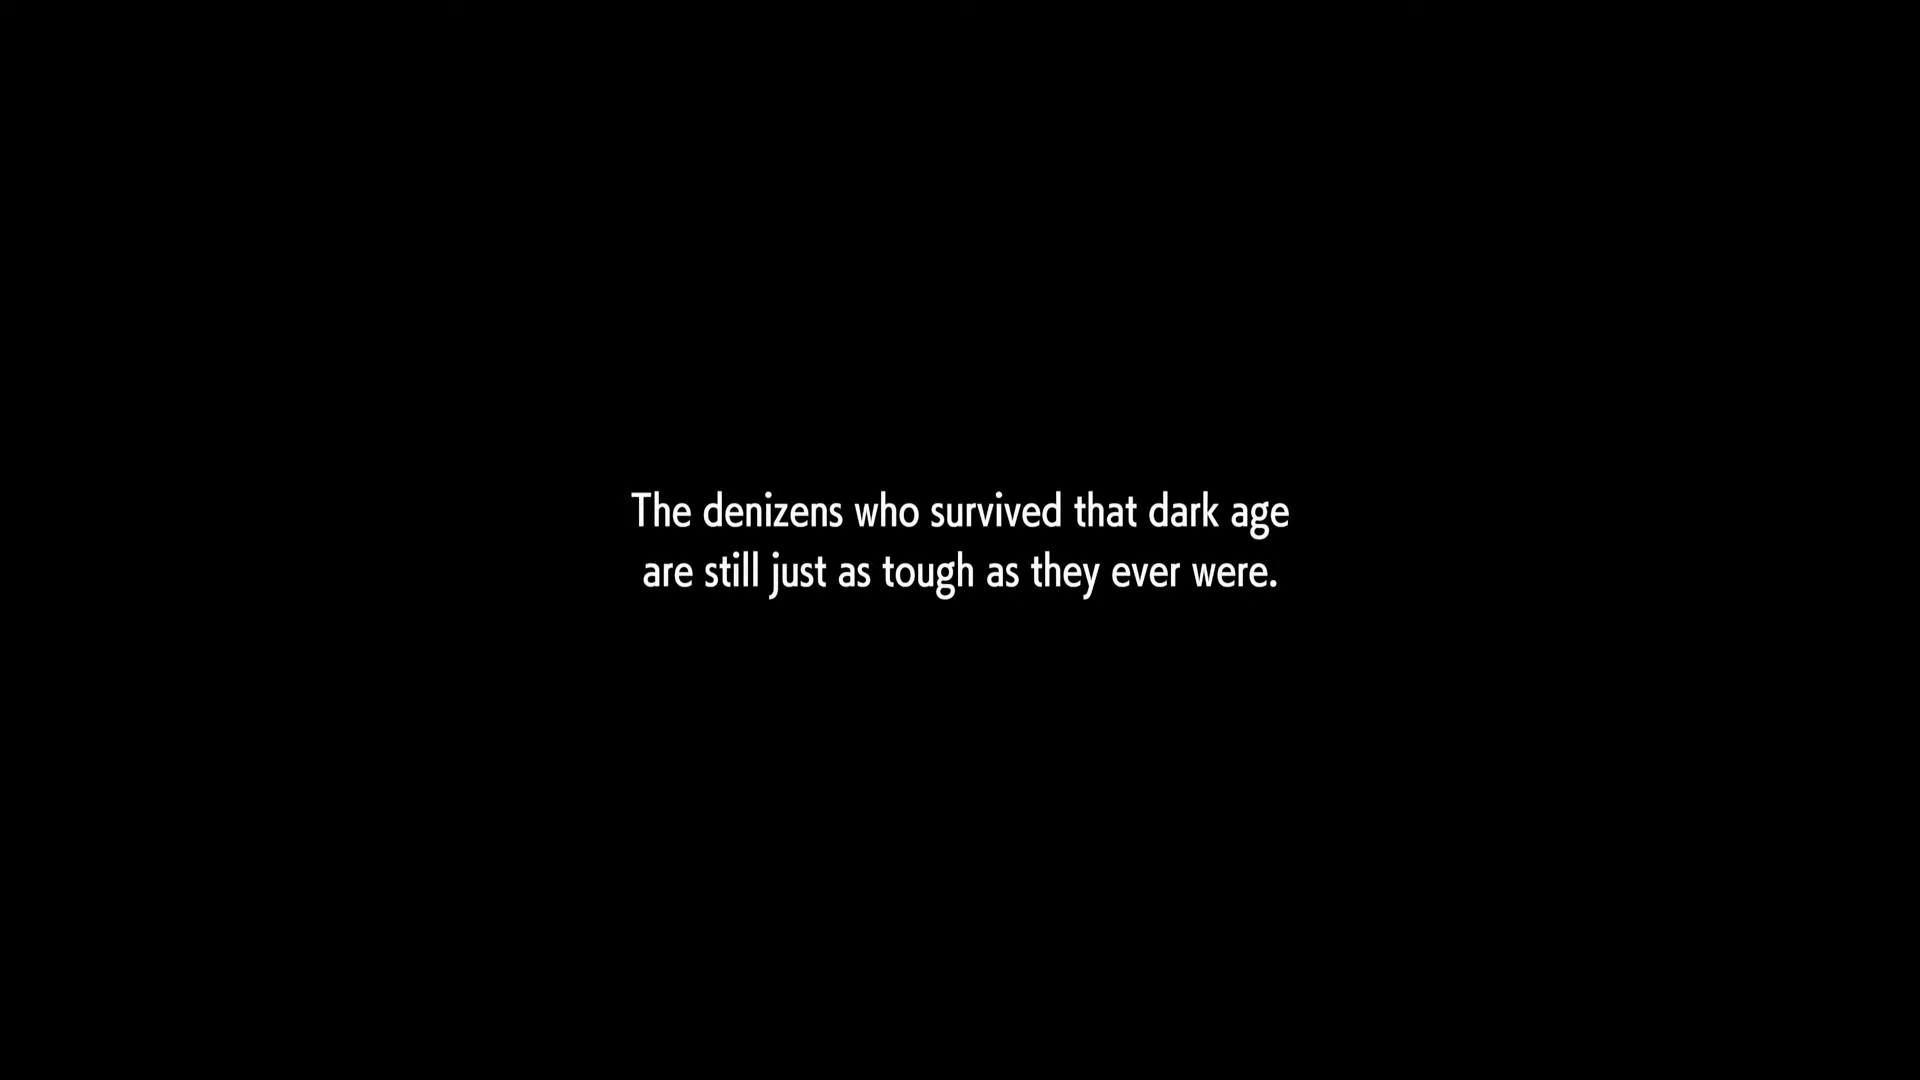 The denizens who survived that dark age
are still just as tough as they ever were.